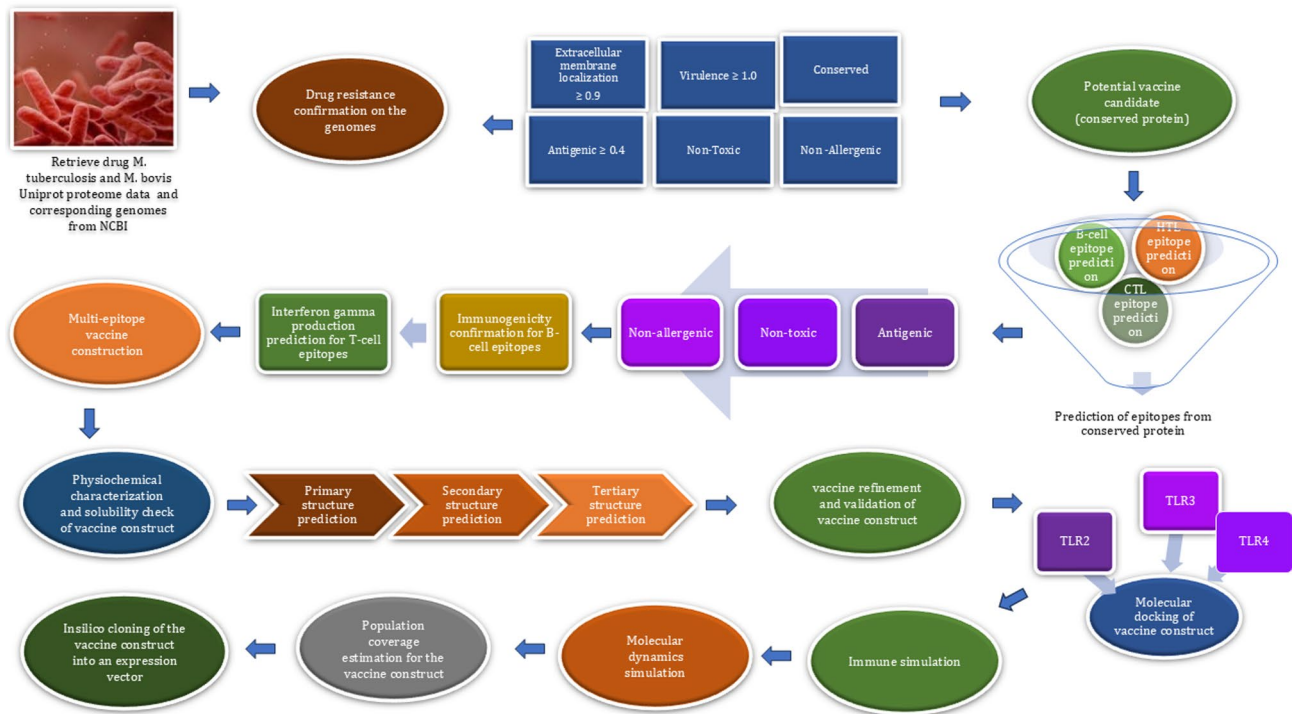 Retrieve drug M.
tuberculosis and M. bovis
Uniprot proteome data and
corresponding genomes
from NCBI
Drug resistance
confirmation on the
genomes
Extracellular
membrane
localization
≥ 0.9
Virulence ≥ 1.0
Conserved
Antigenic ≥ 0.4
Non-Toxic
Non -Allergenic
Potential vaccine
candidate
(conserved protein)
B-cell
epitope
predicti
on
HTL
epitope
predicti
on
CTL
epitope
predicti
on
Prediction of epitopes from
conserved protein
Antigenic
Non-toxic
Non-allergenic
Immunogenicity
confirmation for B-
cell epitopes
Interferon gamma
production
prediction for T-cell
epitopes
Multi-epitope
vaccine
construction
Physiochemical
characterization
and solubility check
of vaccine construct
Primary
structure
prediction
Secondary
structure
prediction
Tertiary
structure
prediction
vaccine refinement
and validation of
vaccine construct
TLR2
TLR3
TLR4
Molecular
docking of
vaccine construct
Immune simulation
Molecular
dynamics
simulation
Population
coverage
estimation for the
vaccine construct
Insilico cloning of the
vaccine construct
into an expression
vector